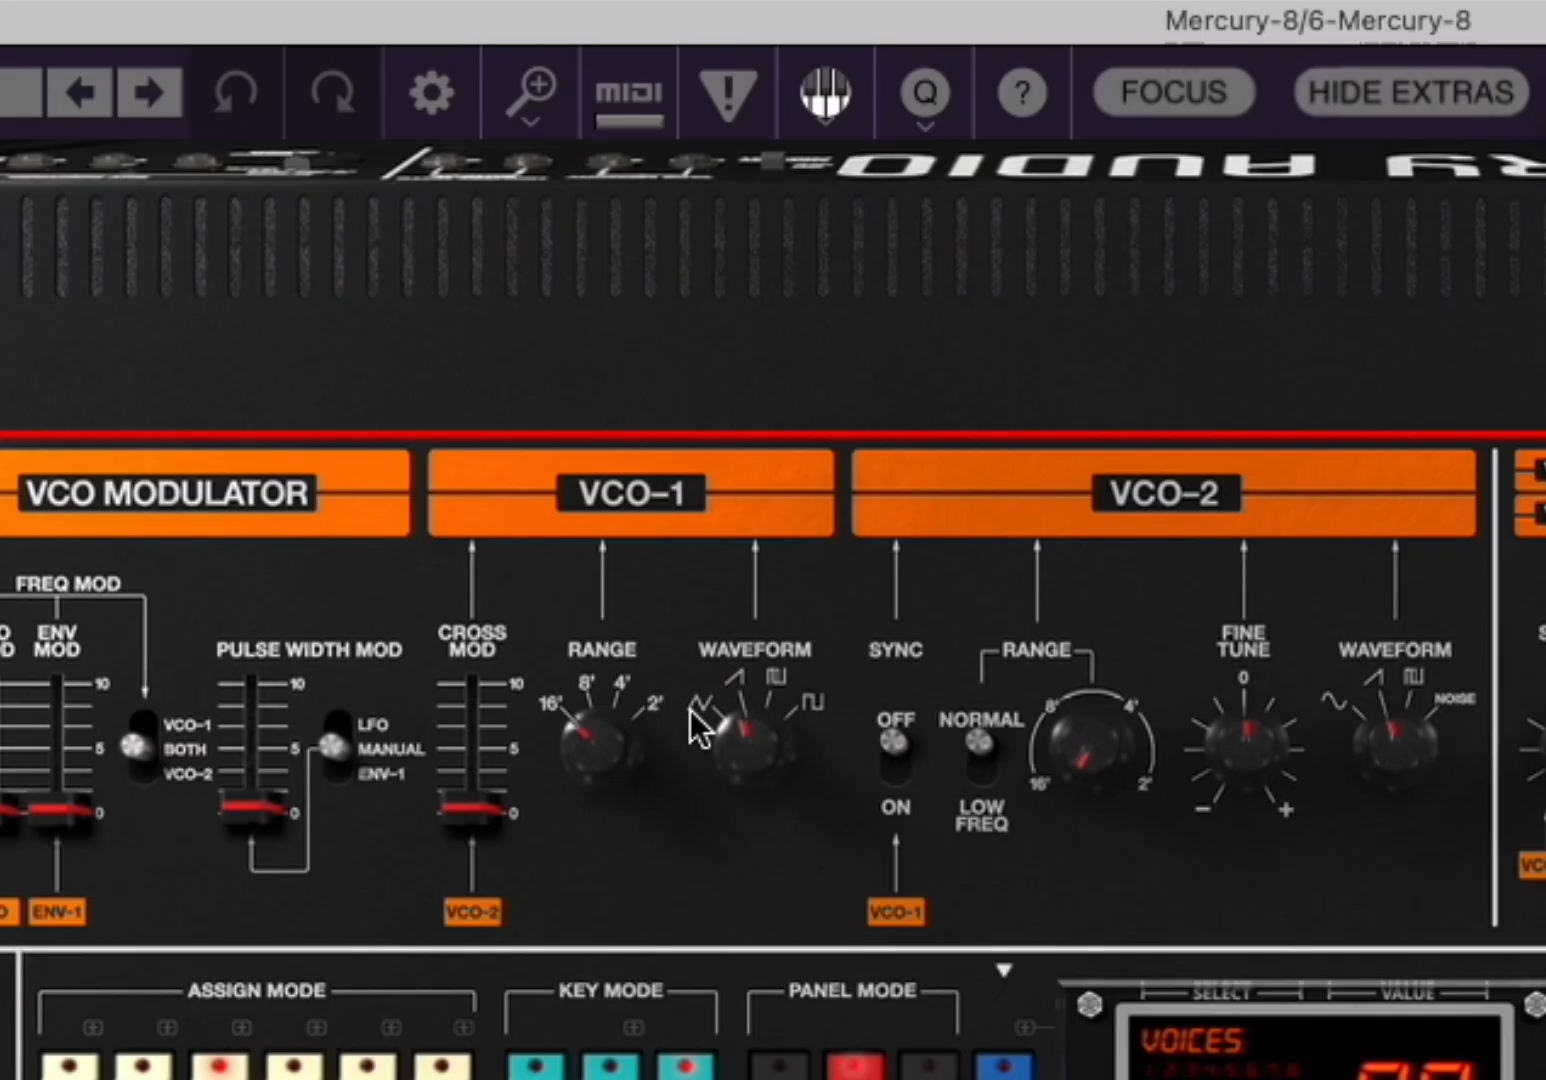 Mercury-8/6-Mercury-8
MIDI
!
Q
?
FOCUS
HIDE EXTRAS
RY AUDIO
VCO MODULATOR
VCO-1
VCO-2
FREQ MOD
ENV
MOD
PULSE WIDTH MOD
CROSS
MOD
RANGE
WAVEFORM
SYNC
RANGE
FINE
TUNE
WAVEFORM
10
5
0
VCO-1
BOTH
VCO-2
10
5
0
LFO
MANUAL
ENV-1
10
5
0
16'
8'
4'
2'
OFF
ON
NORMAL
LOW
FREQ
16'
8'
4'
2'
0
-
+
NOISE
ENV-1
VCO-2
VCO-1
ASSIGN MODE
KEY MODE
PANEL MODE
SELECT
VALUE
VOICES